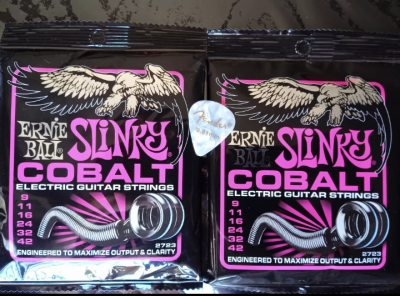 ERNIE BALL
SLINKY
COBALT
ELECTRIC GUITAR STRINGS
9
11
16
24
32
42
2723
ENGINEERED TO MAXIMIZE OUTPUT & CLARITY
Fender
ERNIE BALL
SLINKY
COBALT
ELECTRIC GUITAR STRINGS
9
11
16
24
32
42
2723
ENGINEERED TO MAXIMIZE OUTPUT & CLARITY